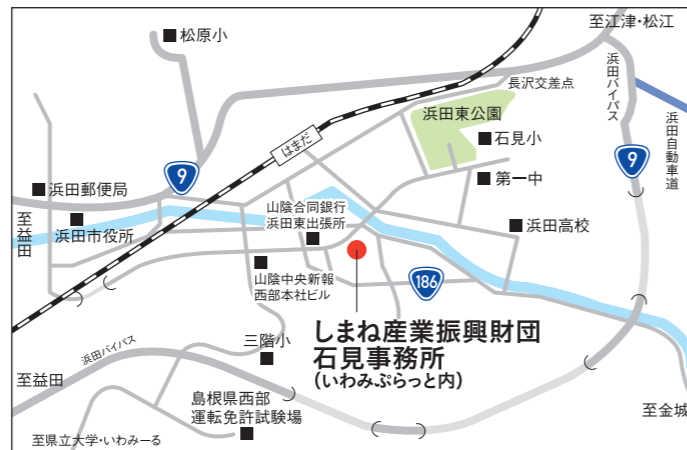 至江津・松江
■松原小
長沢交差点
浜田バイパス
浜田自動車道
浜田東公園
はまだ
■石見小
9
9
■第一中
■浜田郵便局
至益田
■浜田市役所
山陰合同銀行
浜田東出張所
■浜田高校
山陰中央新報
西部本社ビル
186
しまね産業振興財団
石見事務所
(いわみぷらっと内)
三階小
浜田バイパス
至益田
島根県西部
運転免許試験場
至金城
至県立大学・いわみーる